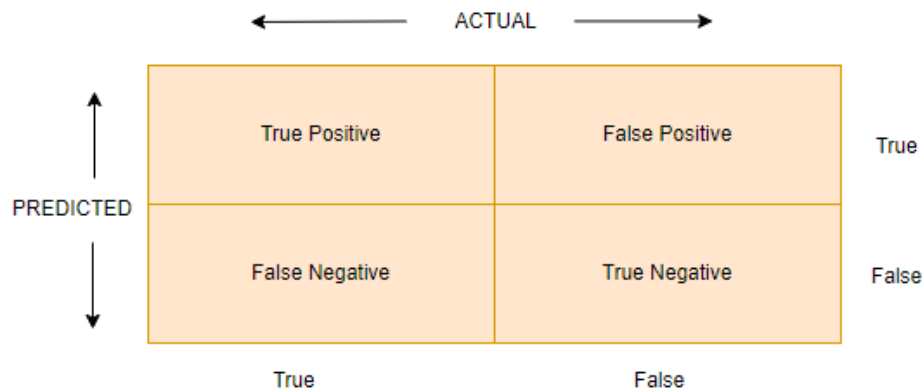 ACTUAL
True Positive
False Positive
True
PREDICTED
False Negative
True Negative
False
True
False